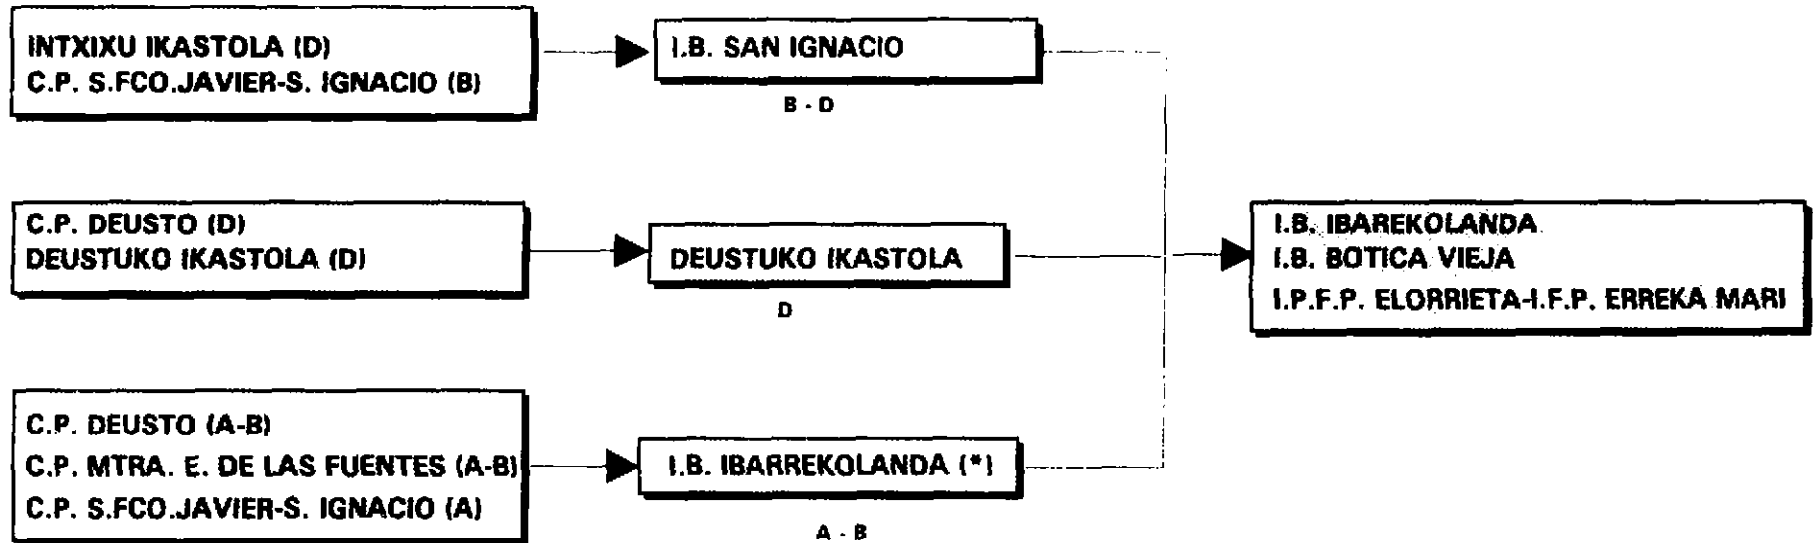 INTXIXU IKASTOLA (D)
C.P. S.FCO.JAVIER-S. IGNACIO (B)
I.B. SAN IGNACIO
B - D
C.P. DEUSTO (D)
DEUSTUKO IKASTOLA (D)
DEUSTUKO IKASTOLA
D
I.B. IBAREKOLANDA
I.B. BOTICA VIEJA
I.P.F.P. ELORRIETA-I.F.P. ERREKA MARI
C.P. DEUSTO (A-B)
C.P. MTRA. E. DE LAS FUENTES (A-B)
C.P. S.FCO.JAVIER-S. IGNACIO (A)
I.B. IBARREKOLANDA (*)
A - B